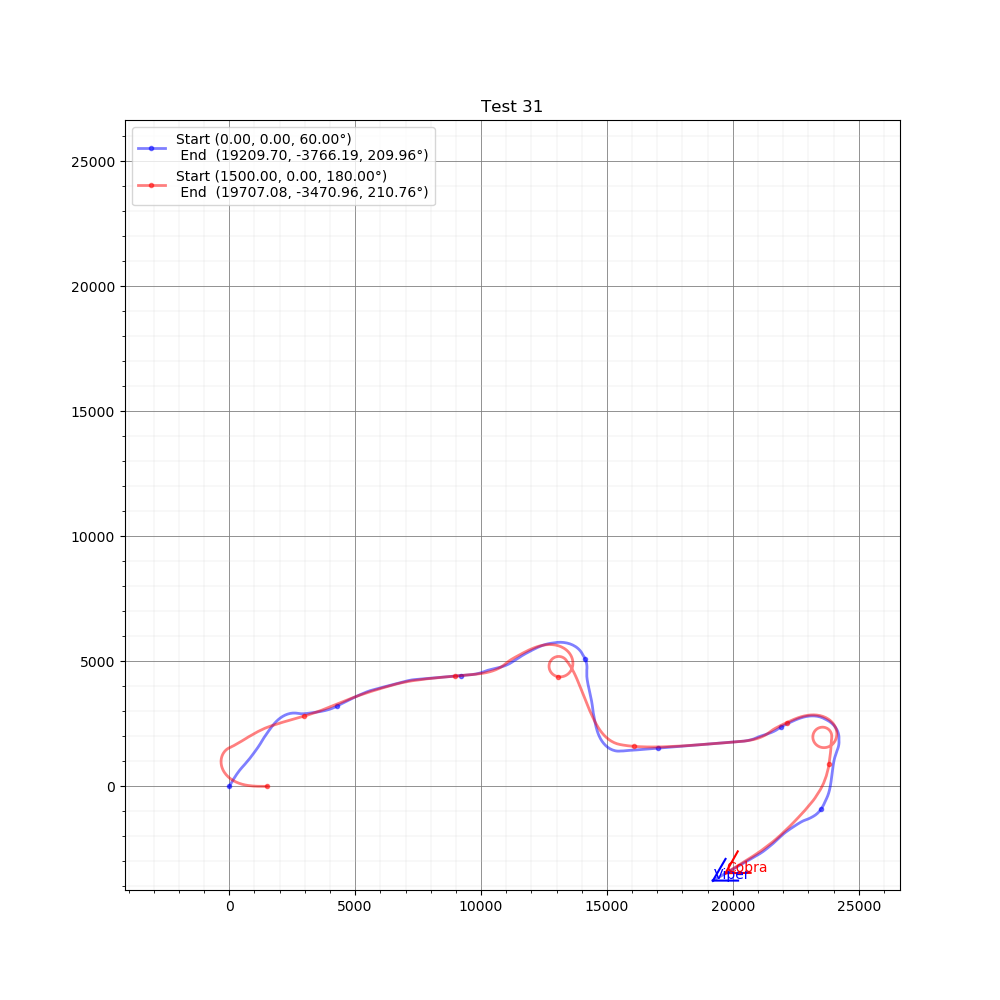 Test 31
Start (0.00, 0.00, 60.00°)
End (19209.70, -3766.19, 209.96°)
Start (1500.00, 0.00, 180.00°)
End (19707.08, -3470.96, 210.76°)
25000
20000
15000
10000
5000
0
Cobra
Viper
0 5000 10000 15000 20000 25000